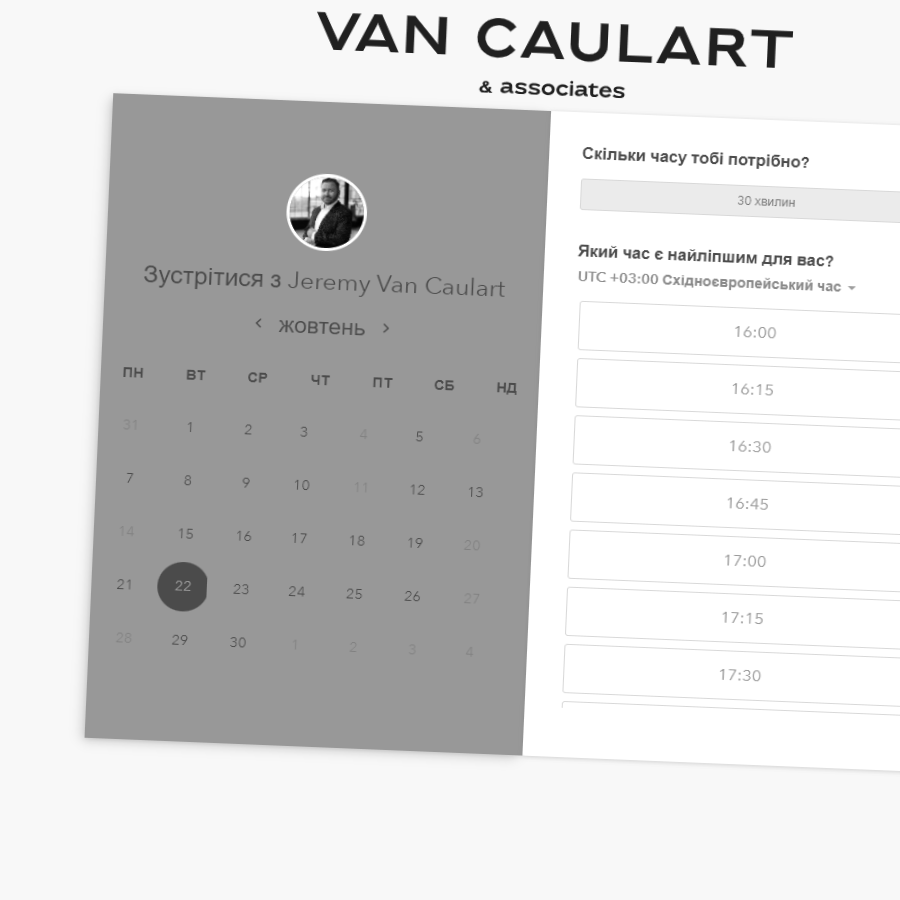 VAN CAULART
& associates
Зустрітися з Jeremy Van Caulart
‹ жовтень ›
ПН ВТ СР ЧТ ПТ СБ НД
31 1 2 3 4 5 6
7 8 9 10 11 12 13
14 15 16 17 18 19 20
21 22 23 24 25 26 27
28 29 30 1 2 3 4
Скільки часу тобі потрібно?
30 хвилин
Який час є найліпшим для вас?
UTC +03:00 Східноєвропейський час
16:00
16:15
16:30
16:45
17:00
17:15
17:30